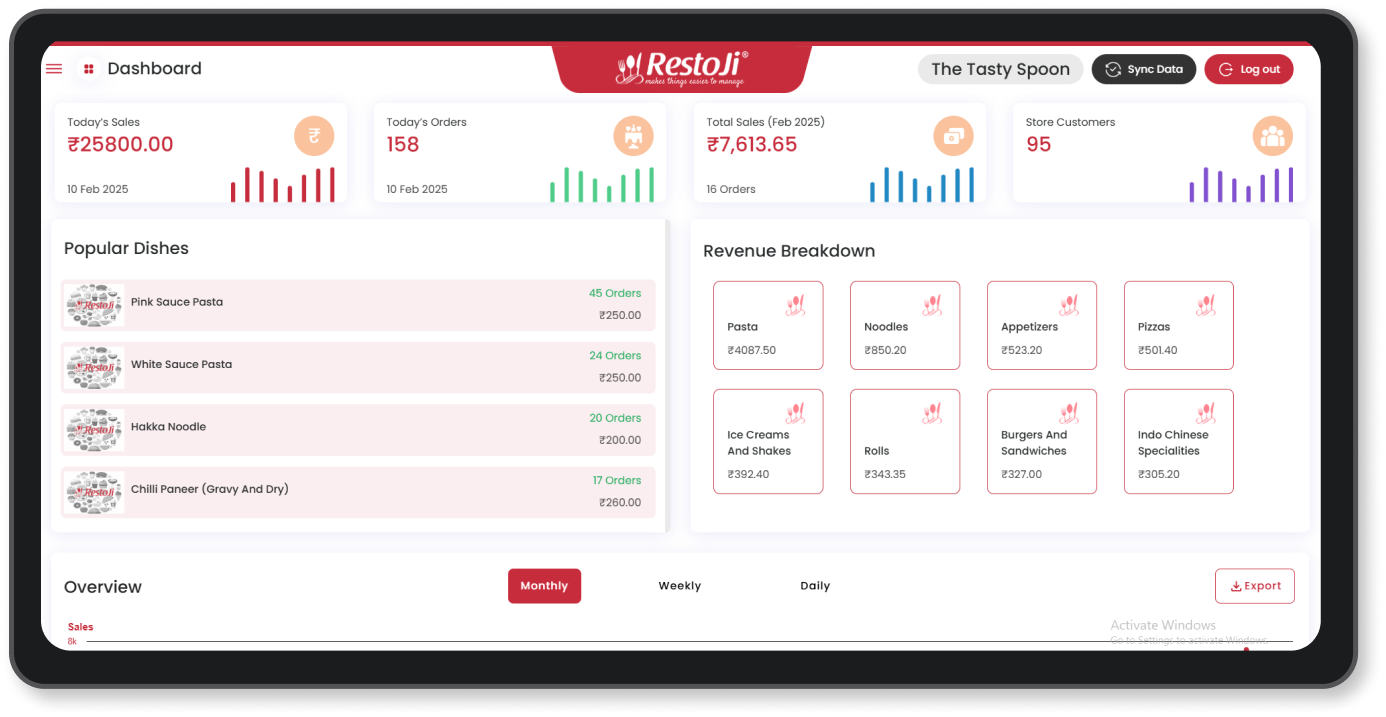 Dashboard
RestoJi®
makes things easier to manage
The Tasty Spoon
Sync Data
Log out
Today's Sales
₹25800.00
10 Feb 2025
Today's Orders
158
10 Feb 2025
Total Sales (Feb 2025)
₹7,613.65
16 Orders
Store Customers
95
Popular Dishes
RestoJi
Pink Sauce Pasta
45 Orders
₹250.00
RestoJi
White Sauce Pasta
24 Orders
₹250.00
RestoJi
Hakka Noodle
20 Orders
₹200.00
RestoJi
Chilli Paneer (Gravy And Dry)
17 Orders
₹260.00
Revenue Breakdown
Pasta
₹4087.50
Noodles
₹850.20
Appetizers
₹523.20
Pizzas
₹501.40
Ice Creams
And Shakes
₹392.40
Rolls
₹343.35
Burgers And
Sandwiches
₹327.00
Indo Chinese
Specialities
₹305.20
Overview
Monthly
Weekly
Daily
Export
Sales
8k
Activate Windows
Go to Settings to activate Windows.